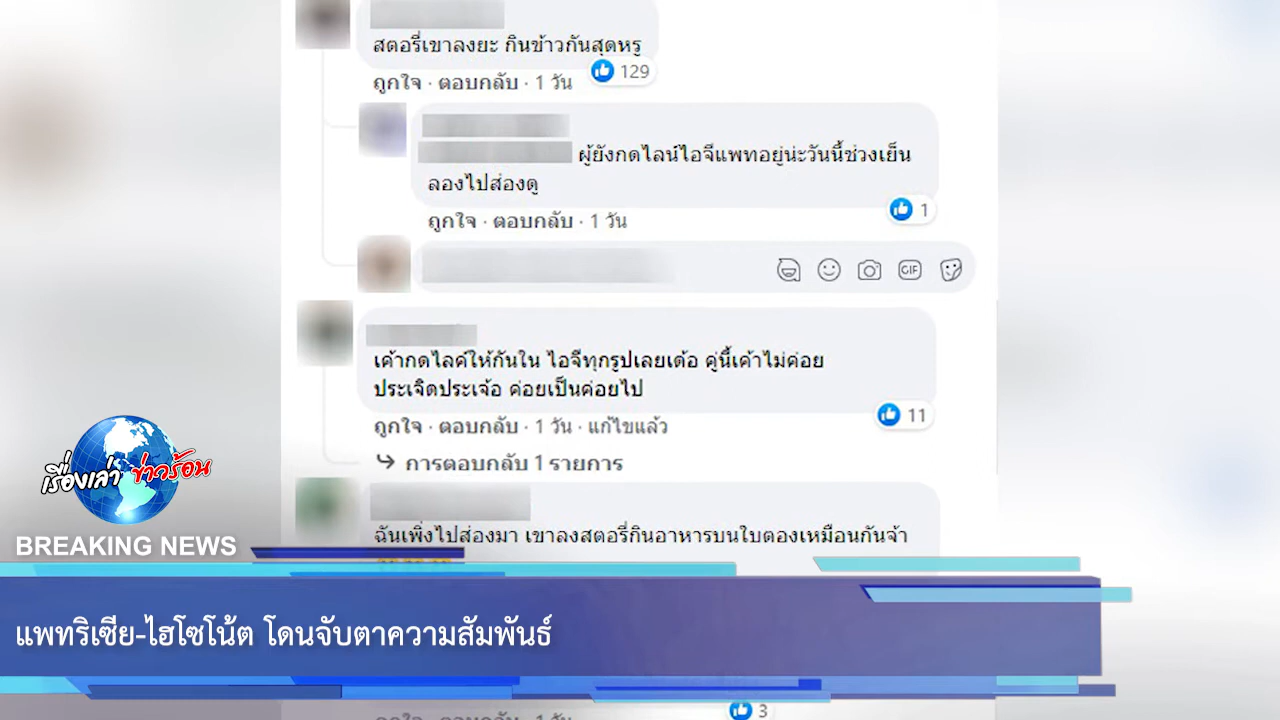 สตอรี่เขาลงยะ กินข้าวกันสุดหรู
129
ถูกใจ · ตอบกลับ · 1 วัน
ผู้ยังกดไลน์ไอจีแพทอยู่น่ะวันนี้ช่วงเย็น
ลองไปส่องดู
1
ถูกใจ · ตอบกลับ · 1 วัน
GIF
เค้ากดไลค์ให้กันใน ไอจีทุกรูปเลยเด้อ คู่นี้เค้าไม่ค่อย
ประเจิดประเจ้อ ค่อยเป็นค่อยไป
11
ถูกใจ · ตอบกลับ · 1 วัน · แก้ไขแล้ว
การตอบกลับ 1 รายการ
ฉันเพิ่งไปส่องมา เขาลงสตอรี่กินอาหารบนใบตองเหมือนกันจ้า
เรื่องเล่า ข่าวร้อน
BREAKING NEWS
แพทริเซีย-ไฮโซโน้ต โดนจับตาความสัมพันธ์
3